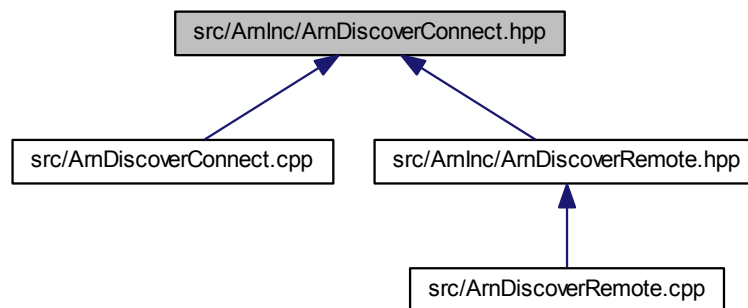 src/ArnInc/ArnDiscoverConnect.hpp
src/ArnDiscoverConnect.cpp
src/ArnInc/ArnDiscoverRemote.hpp
src/ArnDiscoverRemote.cpp